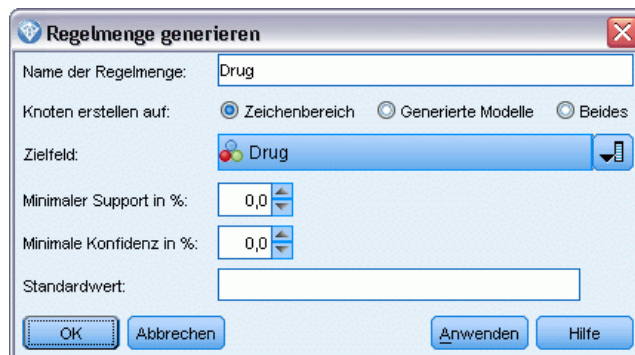 Regelmenge generieren
Name der Regelmenge: Drug
Knoten erstellen auf: Zeichenbereich Generierte Modelle Beides
Zielfeld: Drug
Minimaler Support in %: 0,0
Minimale Konfidenz in %: 0,0
Standardwert:
OK Abbrechen Anwenden Hilfe